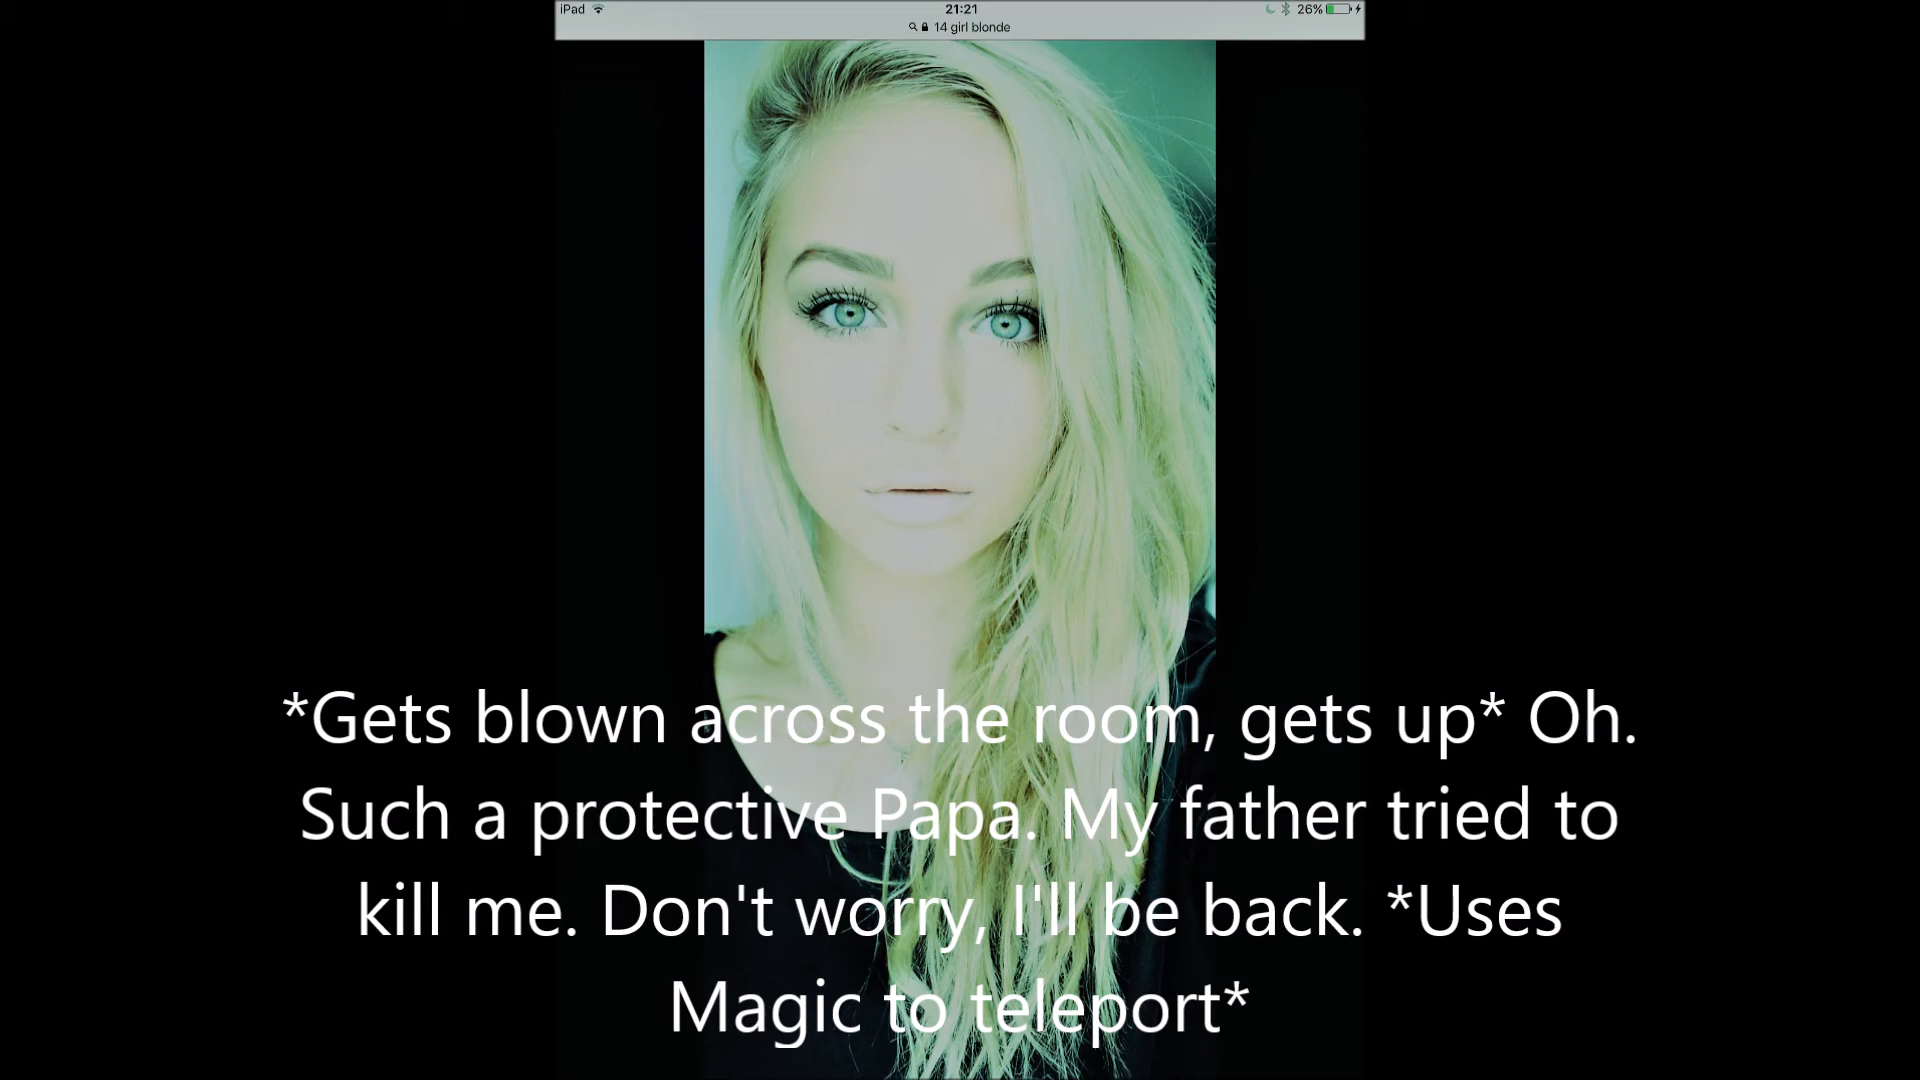 iPad 21:21 26%
14 girl blonde
*Gets blown across the room, gets up* Oh.
Such a protective Papa. My father tried to
kill me. Don't worry, I'll be back. *Uses
Magic to teleport*